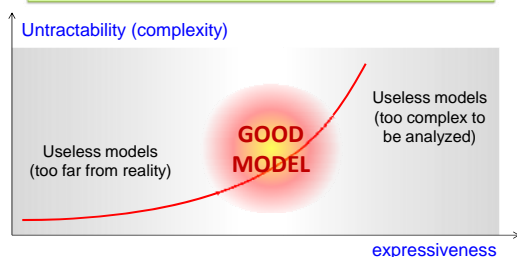 Untractability (complexity)
Useless models
(too complex to
be analyzed)
GOOD
MODEL
Useless models
(too far from reality)
expressiveness